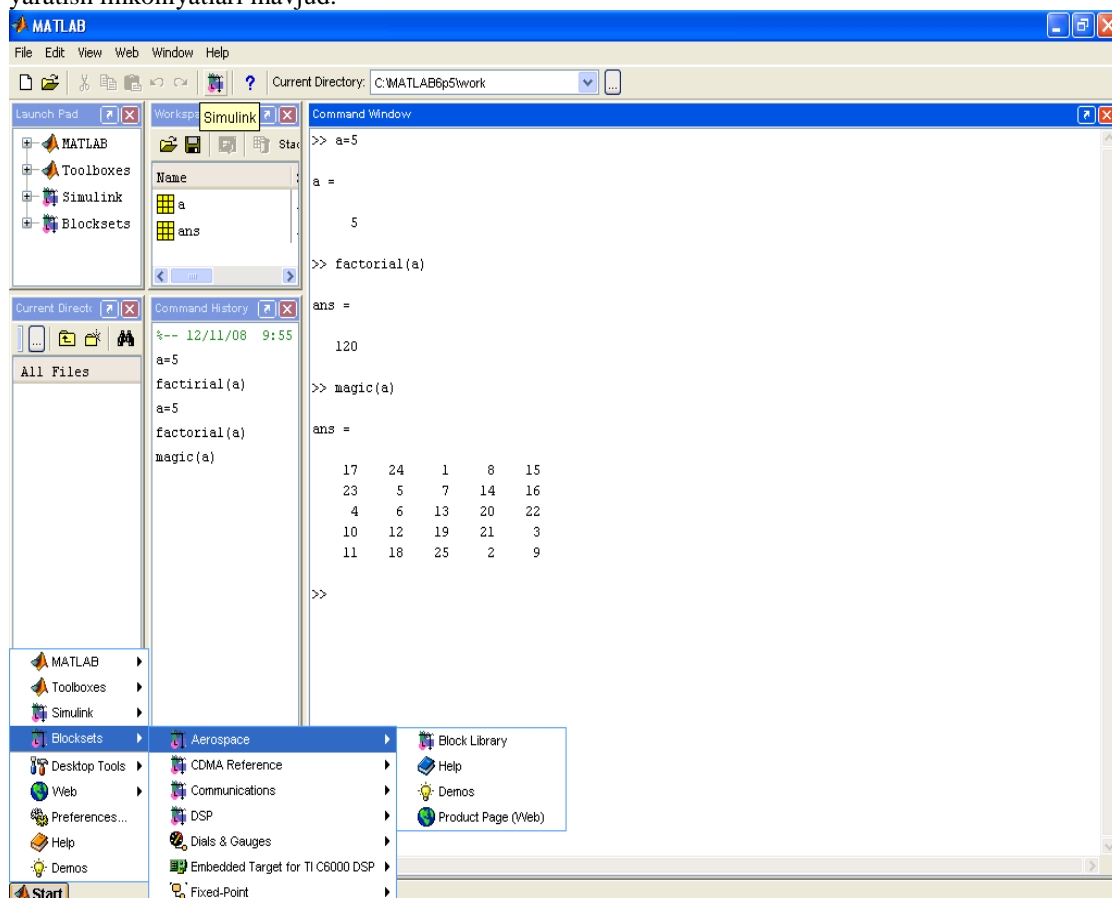 yaratish imkoniyatlari mavjud.
MATLAB
File Edit View Web Window Help
Current Directory: C:\MATLAB6p5\work
Simulink
Launch Pad
MATLAB
Toolboxes
Simulink
Blocksets
Name
a
ans
Current Directo
All Files
Command History
%-- 12/11/08 9:55
a=5
factirial(a)
a=5
factorial(a)
magic(a)
Command Window
>> a=5
a =
5
>> factorial(a)
ans =
120
>> magic(a)
ans =
17 24 1 8 15
23 5 7 14 16
4 6 13 20 22
10 12 19 21 3
11 18 25 2 9
>>
MATLAB
Toolboxes
Simulink
Blocksets
Desktop Tools
Web
Preferences...
Help
Demos
Start
Aerospace
CDMA Reference
Communications
DSP
Dials & Gauges
Embedded Target for TI C6000 DSP
Fixed-Point
Block Library
Help
Demos
Product Page (Web)